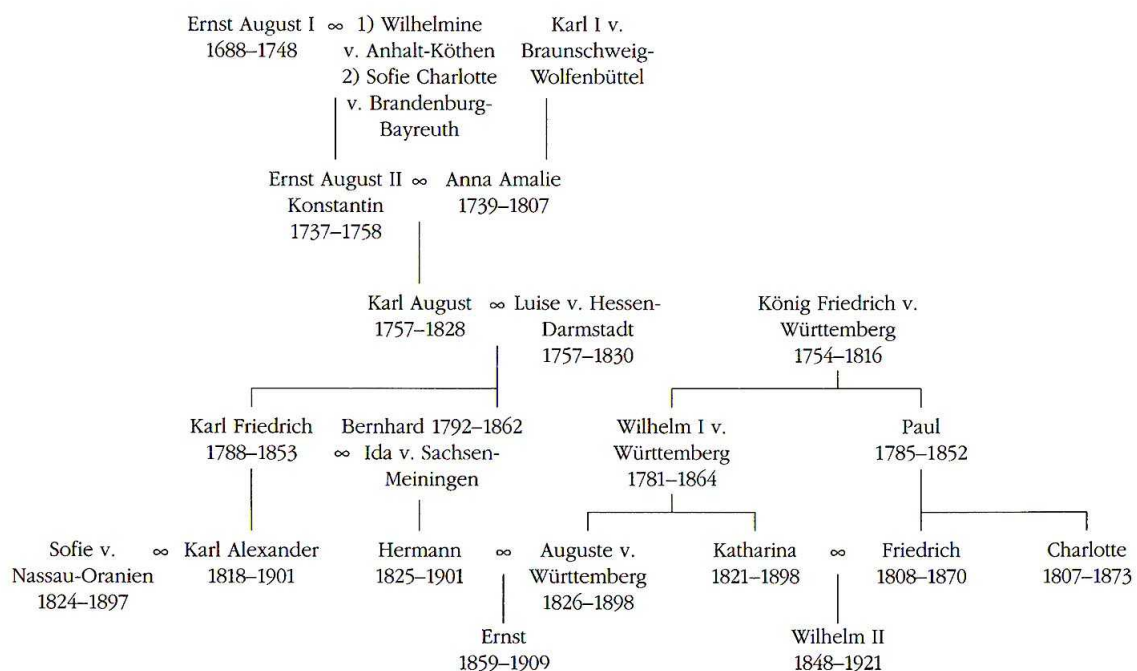 Ernst August I ∞ 1) Wilhelmine
1688–1748
v. Anhalt-Köthen
2) Sofie Charlotte
v. Brandenburg-
Bayreuth
Karl I v.
Braunschweig-
Wolfenbüttel
Ernst August II ∞ Anna Amalie
Konstantin
1737–1758
1739–1807
Karl August ∞ Luise v. Hessen-
1757–1828
Darmstadt
1757–1830
König Friedrich v.
Württemberg
1754–1816
Karl Friedrich
1788–1853
Bernhard 1792–1862
∞ Ida v. Sachsen-
Meiningen
Wilhelm I v.
Württemberg
1781–1864
Paul
1785–1852
Sofie v. ∞ Karl Alexander
Nassau-Oranien
1824–1897
1818–1901
Hermann ∞ Auguste v.
1825–1901
Württemberg
1826–1898
Katharina ∞ Friedrich
1821–1898
1808–1870
Charlotte
1807–1873
Ernst
1859–1909
Wilhelm II
1848–1921